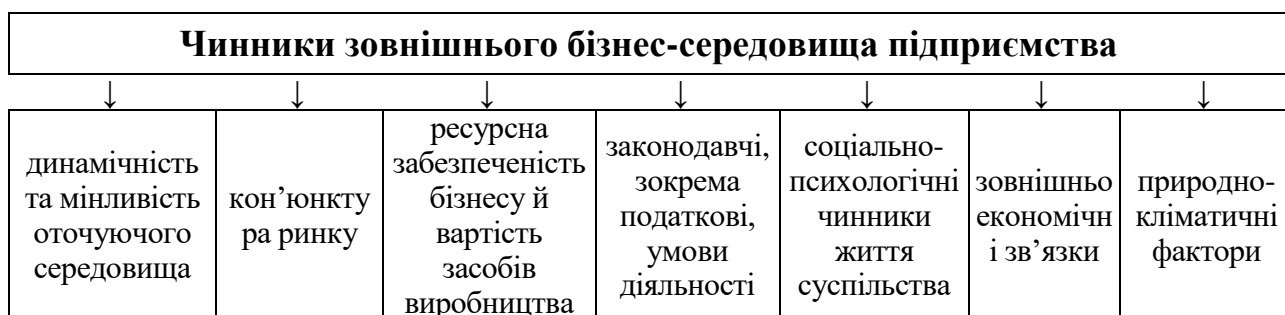 Чинники зовнішнього бізнес-середовища підприємства
↓ ↓ ↓ ↓ ↓ ↓ ↓
динамічність
та мінливість
оточуючого
середовища
кон’юнкту
ра ринку
ресурсна
забезпеченість
бізнесу й
вартість
засобів
виробництва
законодавчі,
зокрема
податкові,
умови
діяльності
соціально-
психологічні
чинники
життя
суспільства
зовнішньо
економічн
і зв’язки
природно-
кліматичні
фактори